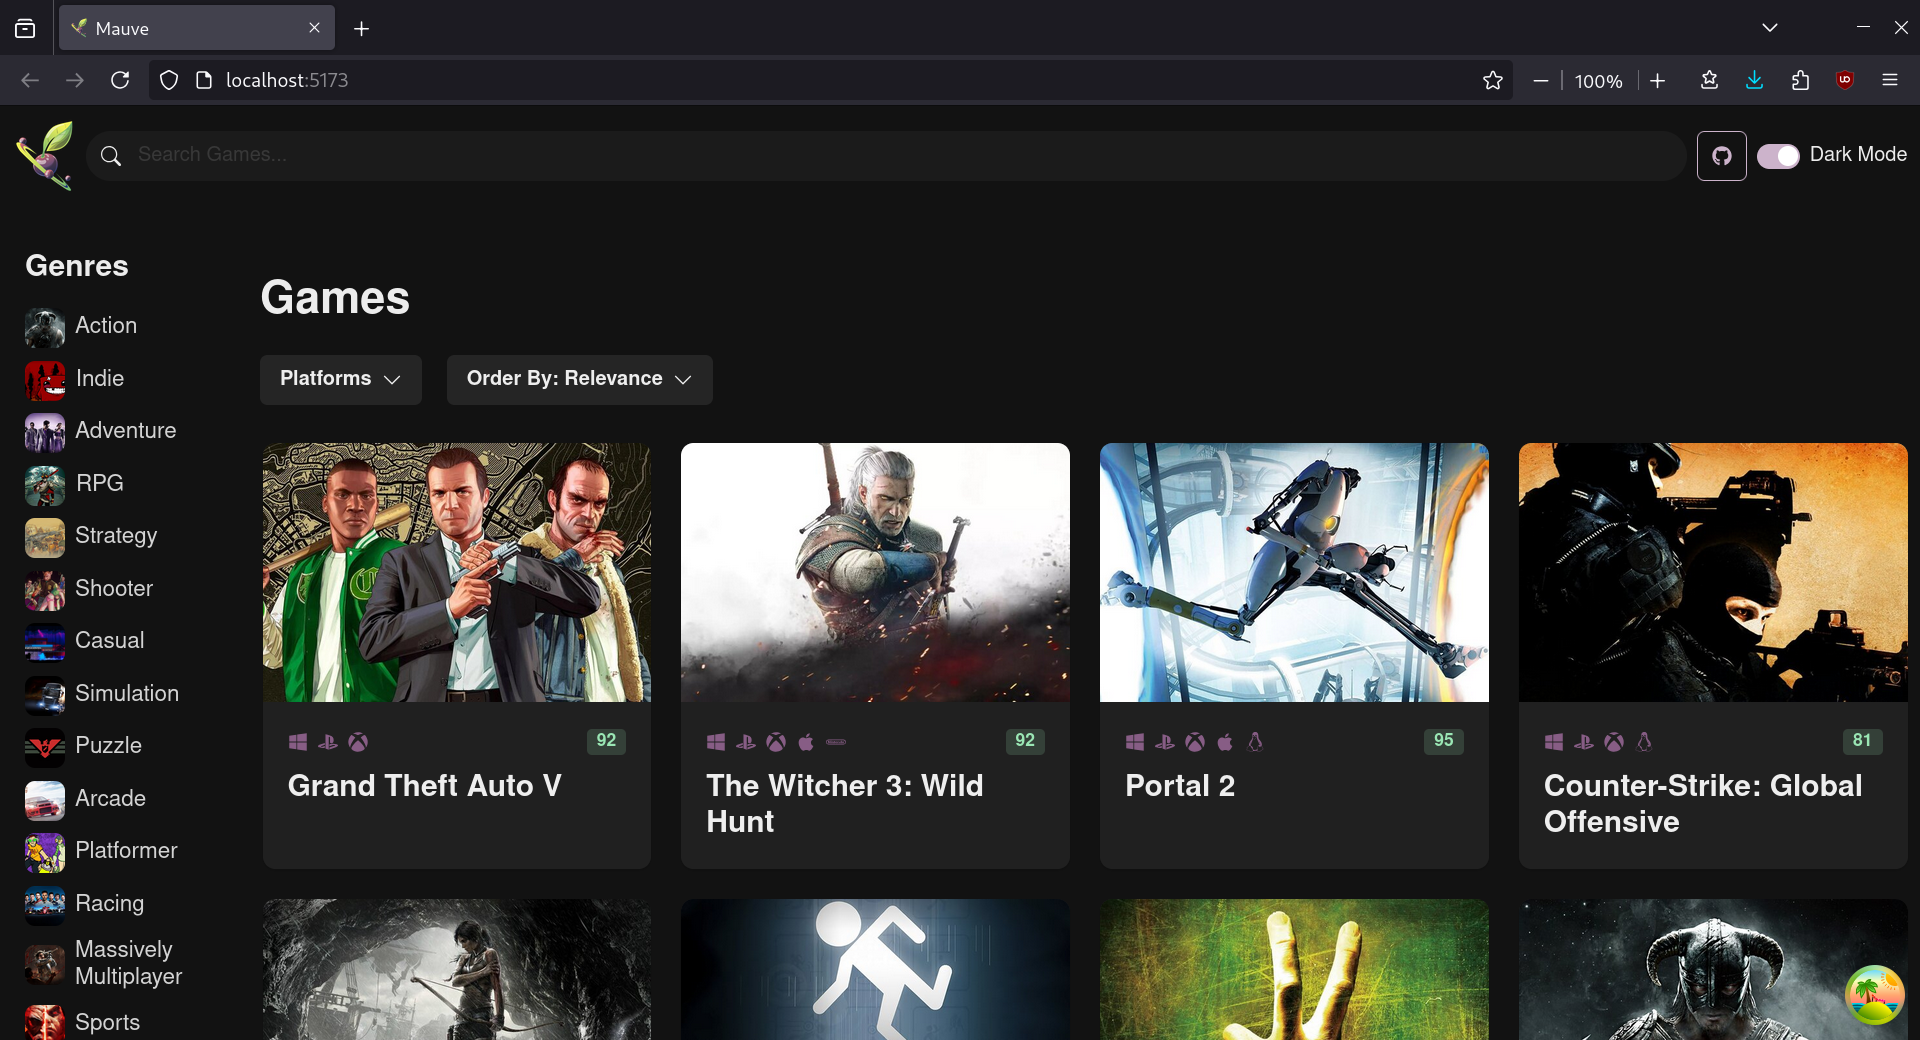 Mauve
localhost:5173
100%
Search Games...
Dark Mode
Genres
Action
Indie
Adventure
RPG
Strategy
Shooter
Casual
Simulation
Puzzle
Arcade
Platformer
Racing
Massively
Multiplayer
Sports
Games
Platforms
Order By: Relevance
92
Grand Theft Auto V
92
The Witcher 3: Wild
Hunt
95
Portal 2
81
Counter-Strike: Global
Offensive